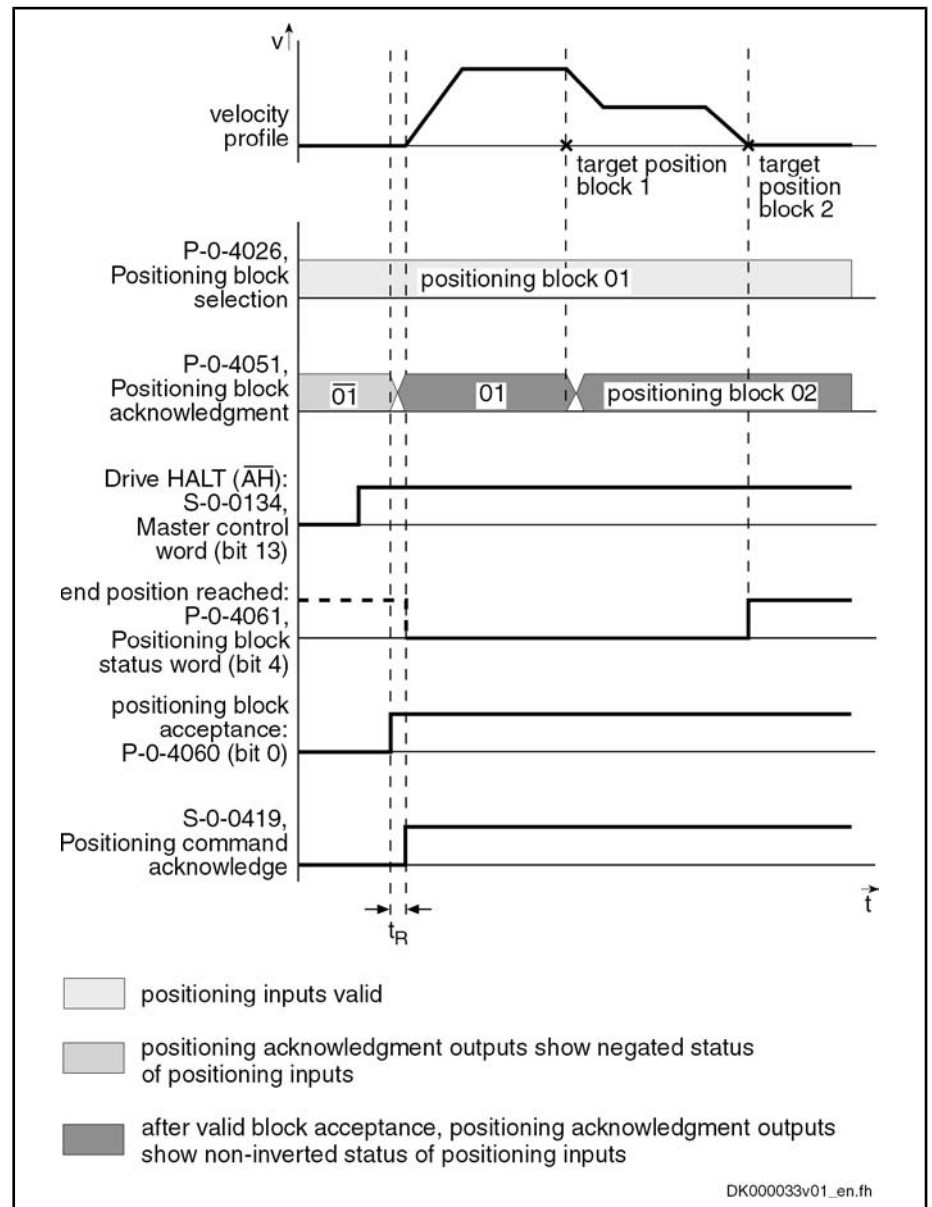 v
velocity
profile
target position
block 1
target
position
block 2
P-0-4026,
Positioning block
selection
positioning block 01
P-0-4051,
Positioning block
acknowledgment
0̅1̅
01
positioning block 02
Drive HALT (A̅H̅):
S-0-0134,
Master control
word (bit 13)
end position reached:
P-0-4061,
Positioning block
status word (bit 4)
positioning block
acceptance:
P-0-4060 (bit 0)
S-0-0419,
Positioning command
acknowledge
t
tR
positioning inputs valid
positioning acknowledgment outputs show negated status
of positioning inputs
after valid block acceptance, positioning acknowledgment outputs
show non-inverted status of positioning inputs
DK000033v01_en.fh